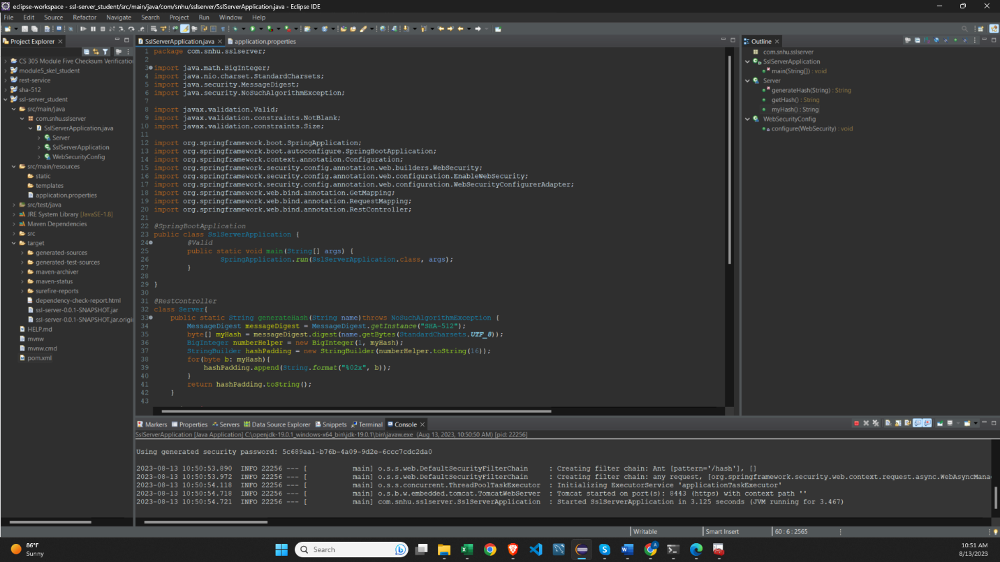 eclipse-workspace - ssl-server_student/src/main/java/com/snhu/sslserver/SslServerApplication.java - Eclipse IDE
File Edit Source Refactor Navigate Search Project Run Window Help
Project Explorer
CS 305 Module Five Checksum Verificatio
module5_skel_student
rest-service
sha-512
ssl-server_student
src/main/java
com.snhu.sslserver
SslServerApplication.java
Server
SslServerApplication
WebSecurityConfig
src/main/resources
static
templates
application.properties
src/test/java
JRE System Library [JavaSE-1.8]
Maven Dependencies
src
target
generated-sources
generated-test-sources
maven-archiver
maven-status
surefire-reports
dependency-check-report.html
ssl-server-0.0.1-SNAPSHOT.jar
ssl-server-0.0.1-SNAPSHOT.jar.origi
HELP.md
mvnw
mvnw.cmd
pom.xml
SslServerApplication.java application.properties
1 package com.snhu.sslserver;
2
3 import java.math.BigInteger;
4 import java.nio.charset.StandardCharsets;
5 import java.security.MessageDigest;
6 import java.security.NoSuchAlgorithmException;
7
8 import javax.validation.Valid;
9 import javax.validation.constraints.NotBlank;
10 import javax.validation.constraints.Size;
11
12 import org.springframework.boot.SpringApplication;
13 import org.springframework.boot.autoconfigure.SpringBootApplication;
14 import org.springframework.context.annotation.Configuration;
15 import org.springframework.security.config.annotation.web.builders.WebSecurity;
16 import org.springframework.security.config.annotation.web.configuration.EnableWebSecurity;
17 import org.springframework.security.config.annotation.web.configuration.WebSecurityConfigurerAdapter;
18 import org.springframework.web.bind.annotation.GetMapping;
19 import org.springframework.web.bind.annotation.RequestMapping;
20 import org.springframework.web.bind.annotation.RestController;
21
22 @SpringBootApplication
23 public class SslServerApplication {
24 @Valid
25 public static void main(String[] args) {
26 SpringApplication.run(SslServerApplication.class, args);
27 }
28
29 }
30
31 @RestController
32 class Server{
33 public static String generateHash(String name)throws NoSuchAlgorithmException {
34 MessageDigest messageDigest = MessageDigest.getInstance("SHA-512");
35 byte[] myHash = messageDigest.digest(name.getBytes(StandardCharsets.UTF_8));
36 BigInteger numberHelper = new BigInteger(1, myHash);
37 StringBuilder hashPadding = new StringBuilder(numberHelper.toString(16));
38 for(byte b: myHash){
39 hashPadding.append(String.format("%02x", b));
40 }
41 return hashPadding.toString();
42 }
43
Outline
com.snhu.sslserver
SslServerApplication
main(String[]) : void
Server
generateHash(String) : String
getHash() : String
myHash() : String
WebSecurityConfig
configure(WebSecurity) : void
Markers Properties Servers Data Source Explorer Snippets Terminal Console
SslServerApplication [Java Application] C:\openjdk-19.0.1_windows-x64_bin\jdk-19.0.1\bin\javaw.exe (Aug 13, 2023, 10:50:50 AM) [pid: 22256]
Using generated security password: 5c689aa1-b76b-4a09-9d2e-6ccc7cdc2da0
2023-08-13 10:50:53.890 INFO 22256 --- [ main] o.s.s.web.DefaultSecurityFilterChain : Creating filter chain: Ant [pattern='/hash'], []
2023-08-13 10:50:53.972 INFO 22256 --- [ main] o.s.s.web.DefaultSecurityFilterChain : Creating filter chain: any request, [org.springframework.security.web.context.request.async.WebAsyncMana
2023-08-13 10:50:54.118 INFO 22256 --- [ main] o.s.s.concurrent.ThreadPoolTaskExecutor : Initializing ExecutorService 'applicationTaskExecutor'
2023-08-13 10:50:54.718 INFO 22256 --- [ main] o.s.b.w.embedded.tomcat.TomcatWebServer : Tomcat started on port(s): 8443 (https) with context path ''
2023-08-13 10:50:54.721 INFO 22256 --- [ main] com.snhu.sslserver.SslServerApplication : Started SslServerApplication in 3.125 seconds (JVM running for 3.467)
Writable Smart Insert 60 : 6 : 2565
86°F
Sunny
Search
10:51 AM
8/13/2023